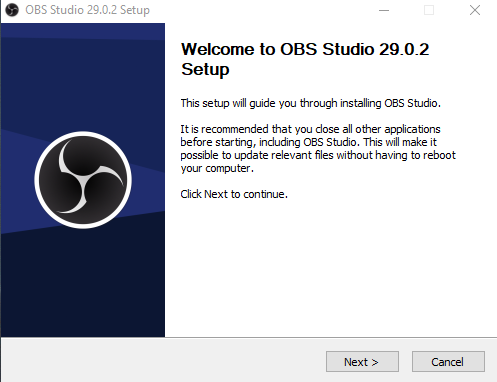 OBS Studio 29.0.2 Setup
Welcome to OBS Studio 29.0.2
Setup
This setup will guide you through installing OBS Studio.
It is recommended that you close all other applications
before starting, including OBS Studio. This will make it
possible to update relevant files without having to reboot
your computer.
Click Next to continue.
Next >
Cancel